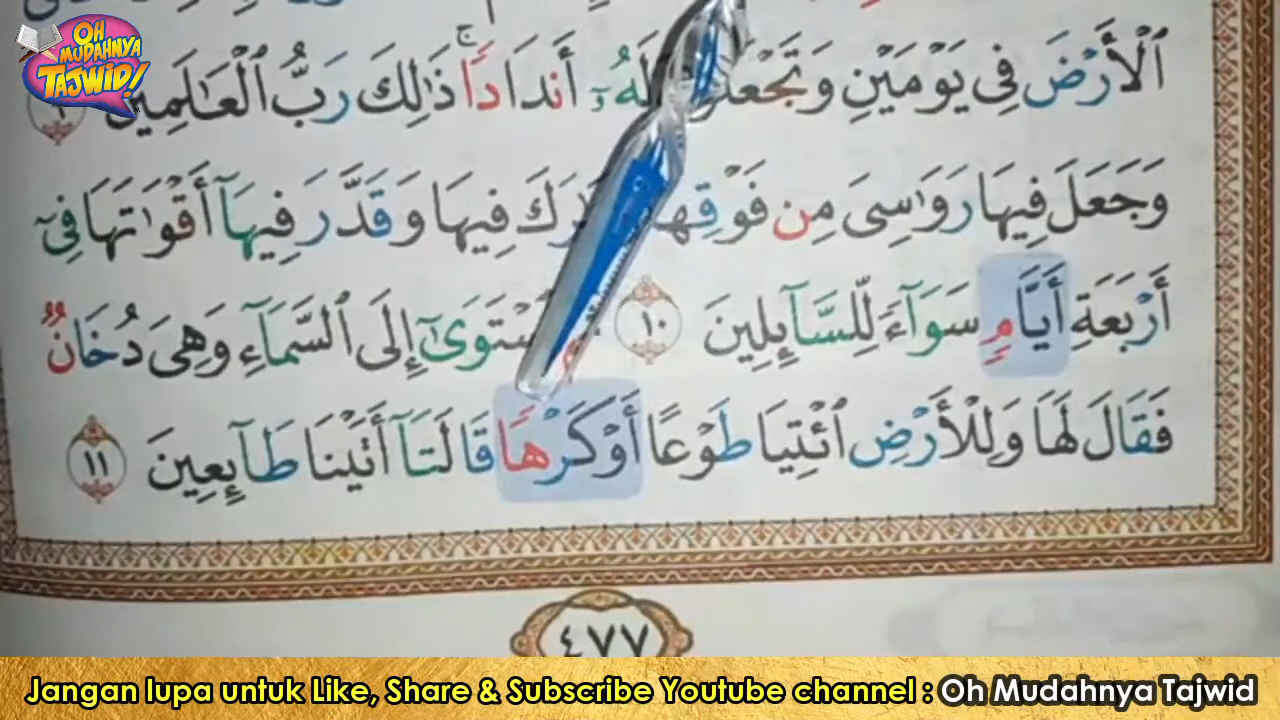 OH
MUDAHNYA
TAJWID!
ٱلْأَرْضَ فِي يَوْمَيْنِ وَتَجْعَلُونَ لَهُۥٓ أَندَادًا ۚ ذَٰلِكَ رَبُّ ٱلْعَـٰلَمِينَ
وَجَعَلَ فِيهَا رَوَٰسِىَ مِن فَوْقِهَا رَكَ فِيهَا وَقَدَّرَ فِيهَآ أَقْوَٰتَهَا فِىٓ
أَرْبَعَةِ أَيَّامٍ سَوَآءً لِّلسَّآئِلِينَ ١٠ سْتَوَىٰٓ إِلَى ٱلسَّمَآءِ وَهِىَ دُخَانٌ
فَقَالَ لَهَا وَلِلْأَرْضِ ٱئْتِيَا طَوْعًا أَوْ كَرْهًا قَالَتَآ أَتَيْنَا طَآئِعِينَ ١١
٤٧٧
Jangan lupa untuk Like, Share & Subscribe Youtube channel : Oh Mudahnya Tajwid